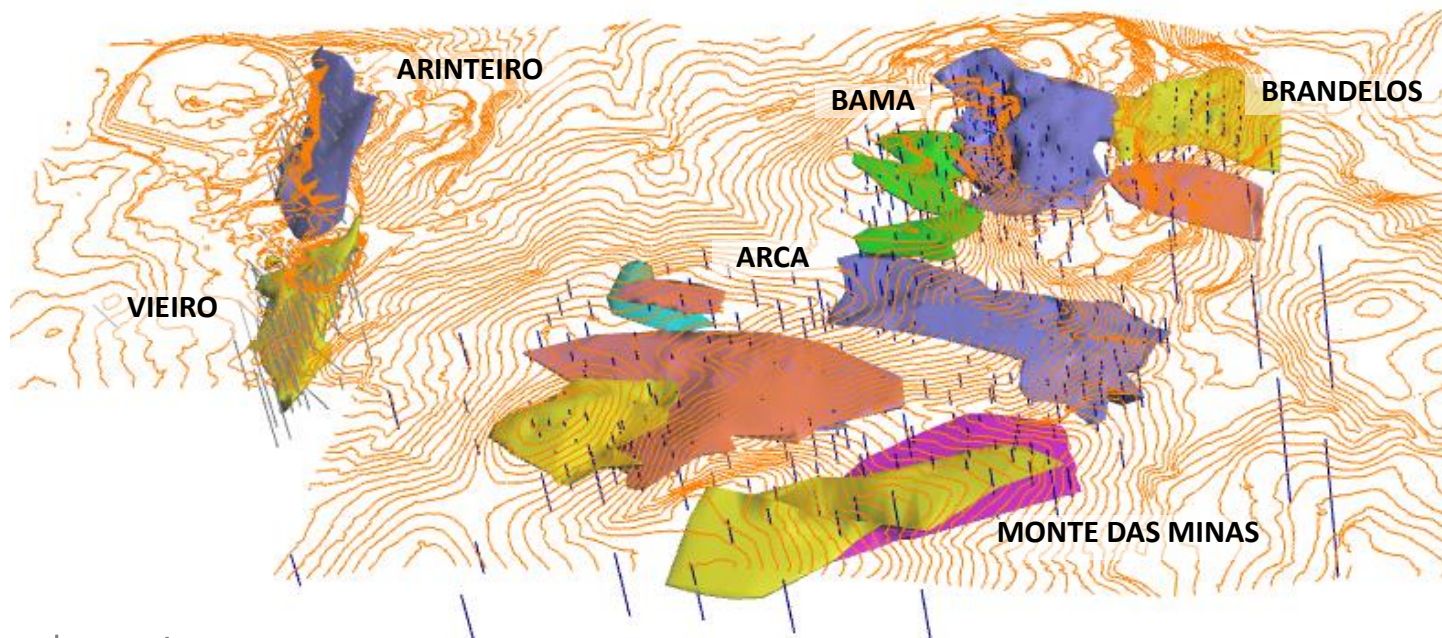 ARINTEIRO
BAMA
BRANDELOS
ARCA
VIEIRO
MONTE DAS MINAS